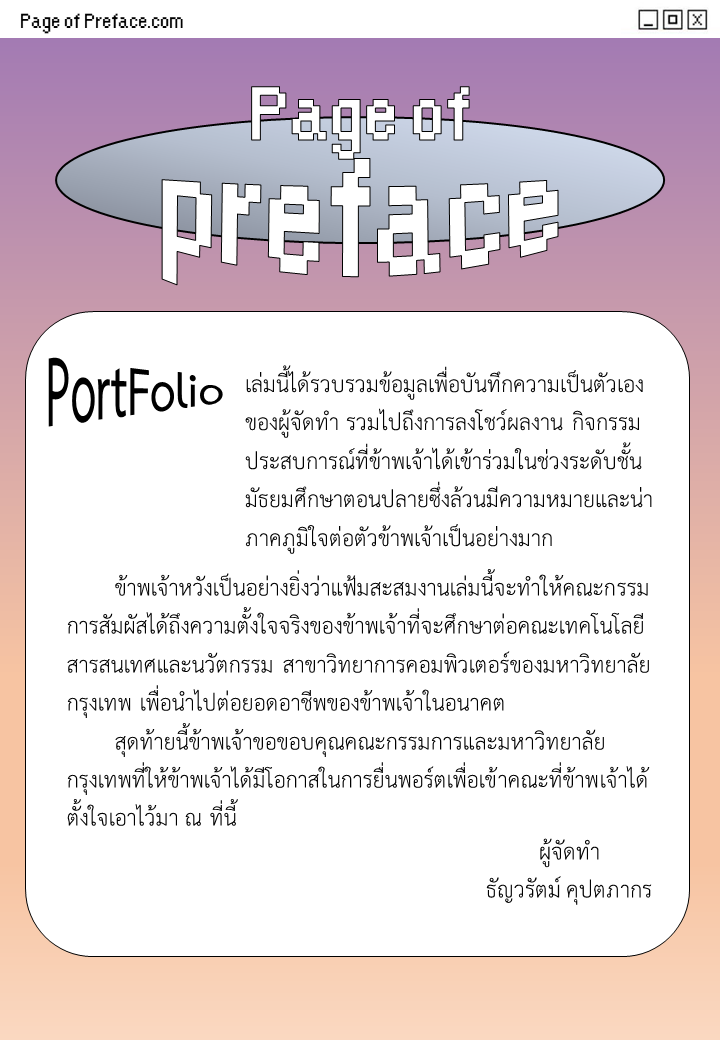 Page of Preface.com
Page of
preface
PortFolio
เล่มนี้ได้รวบรวมข้อมูลเพื่อบันทึกความเป็นตัวเอง
ของผู้จัดทำ รวมไปถึงการลงโชว์ผลงาน กิจกรรม
ประสบการณ์ที่ข้าพเจ้าได้เข้าร่วมในช่วงระดับชั้น
มัธยมศึกษาตอนปลายซึ่งล้วนมีความหมายและน่า
ภาคภูมิใจต่อตัวข้าพเจ้าเป็นอย่างมาก
ข้าพเจ้าหวังเป็นอย่างยิ่งว่าแฟ้มสะสมงานเล่มนี้จะทำให้คณะกรรม
การสัมผัสได้ถึงความตั้งใจจริงของข้าพเจ้าที่จะศึกษาต่อคณะเทคโนโลยี
สารสนเทศและนวัตกรรม สาขาวิทยาการคอมพิวเตอร์ของมหาวิทยาลัย
กรุงเทพ เพื่อนำไปต่อยอดอาชีพของข้าพเจ้าในอนาคต
สุดท้ายนี้ข้าพเจ้าขอขอบคุณคณะกรรมการและมหาวิทยาลัย
กรุงเทพที่ให้ข้าพเจ้าได้มีโอกาสในการยื่นพอร์ตเพื่อเข้าคณะที่ข้าพเจ้าได้
ตั้งใจเอาไว้มา ณ ที่นี้
ผู้จัดทำ
ธัญวรัตม์ คุปตภากร